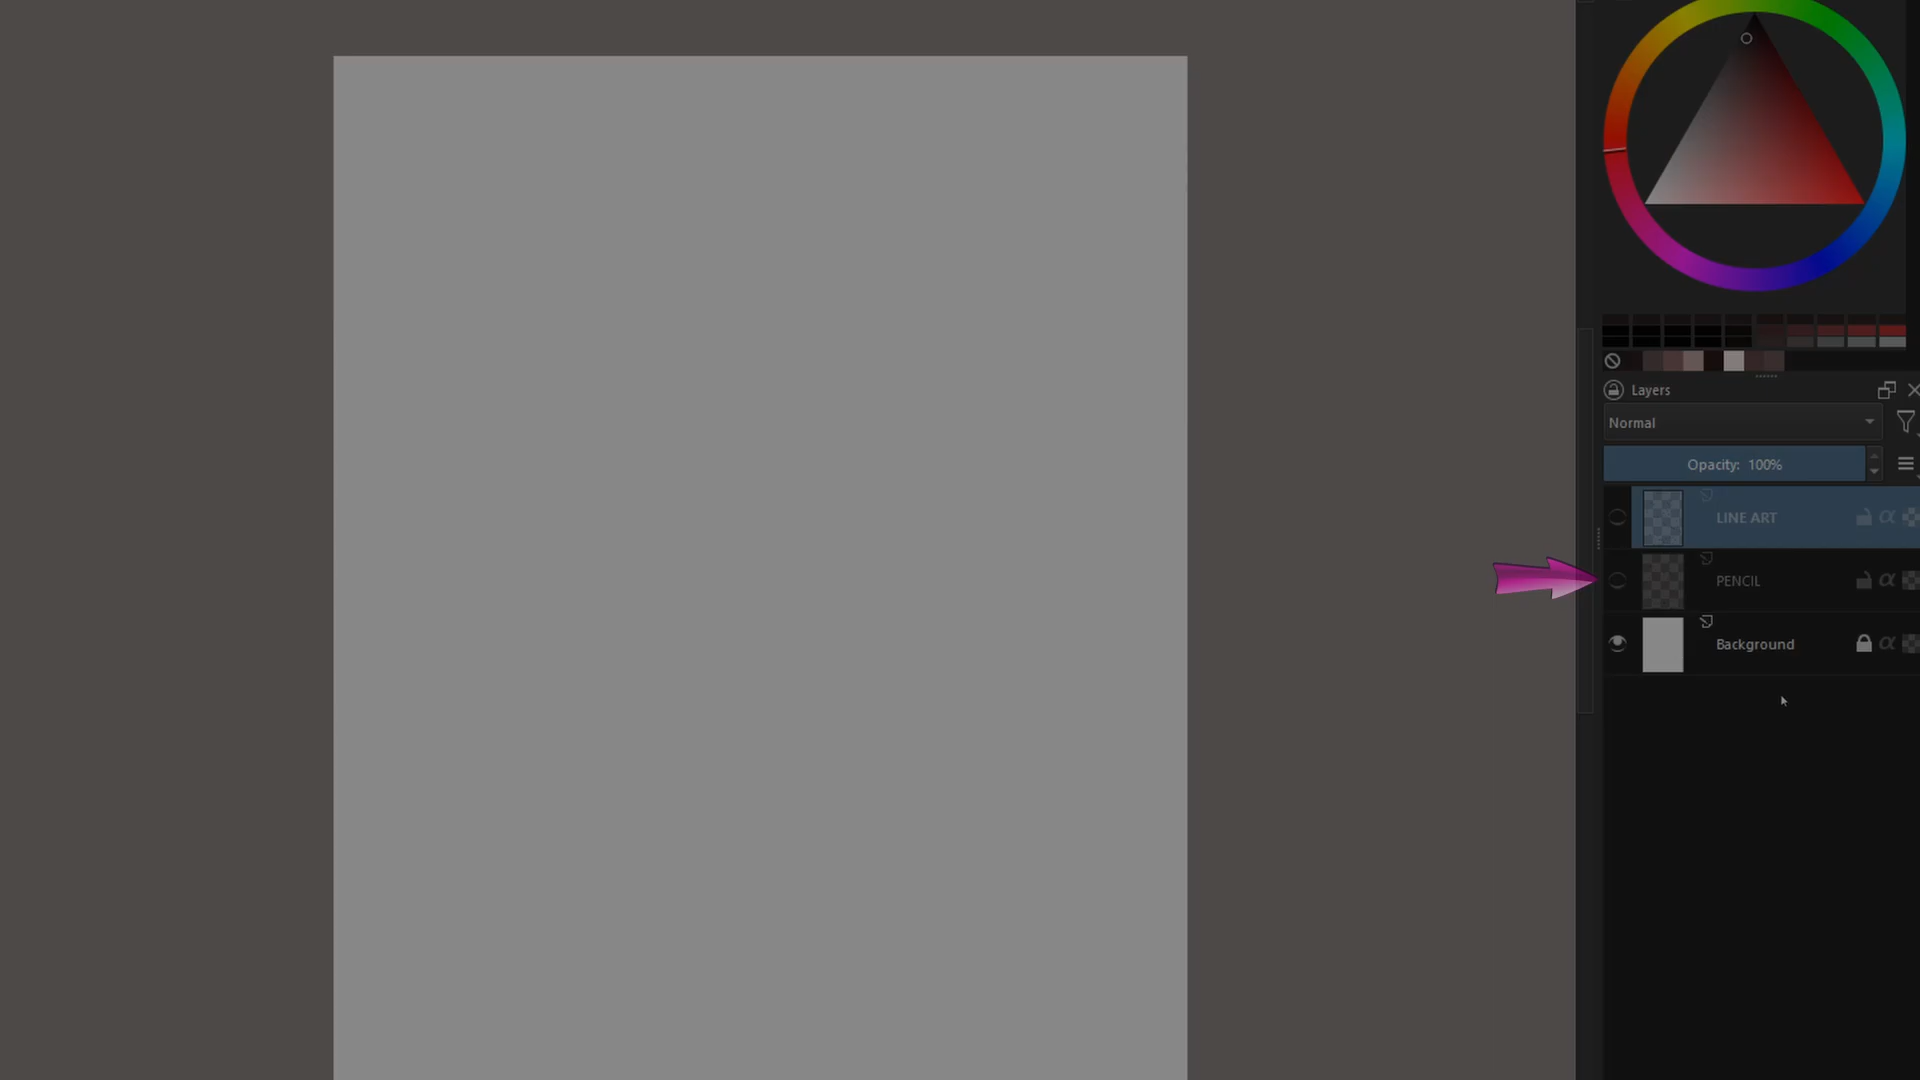 Layers
Normal
Opacity: 100%
LINE ART
PENCIL
Background